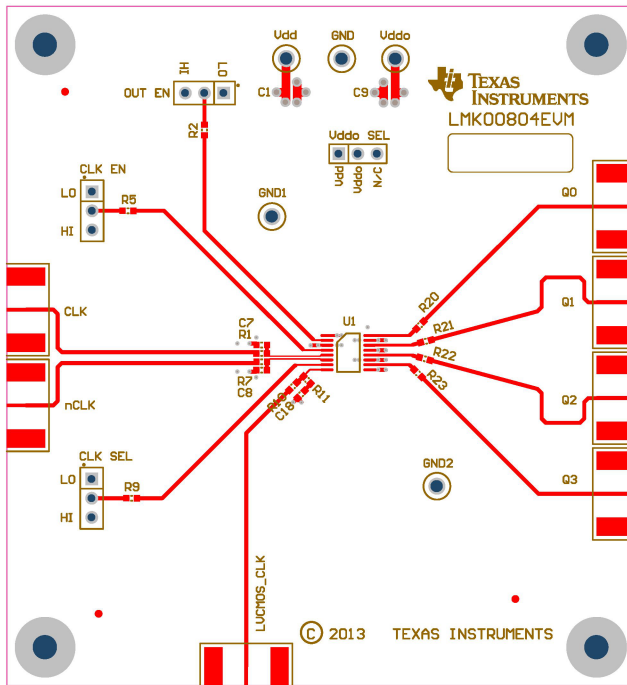 Vdd
GND
Vddo
HI
LO
OUT EN
C1
C9
TEXAS
INSTRUMENTS
LMK00804EVM
R2
Vddo SEL
Vdd
Vddo
N/C
CLK EN
LO
HI
R5
GND1
Q0
CLK
C7
R1
U1
R20
R21
Q1
R22
R23
R7
C8
R11
C18
nCLK
Q2
CLK SEL
LO
HI
R9
GND2
Q3
LVCMOS_CLK
© 2013 TEXAS INSTRUMENTS